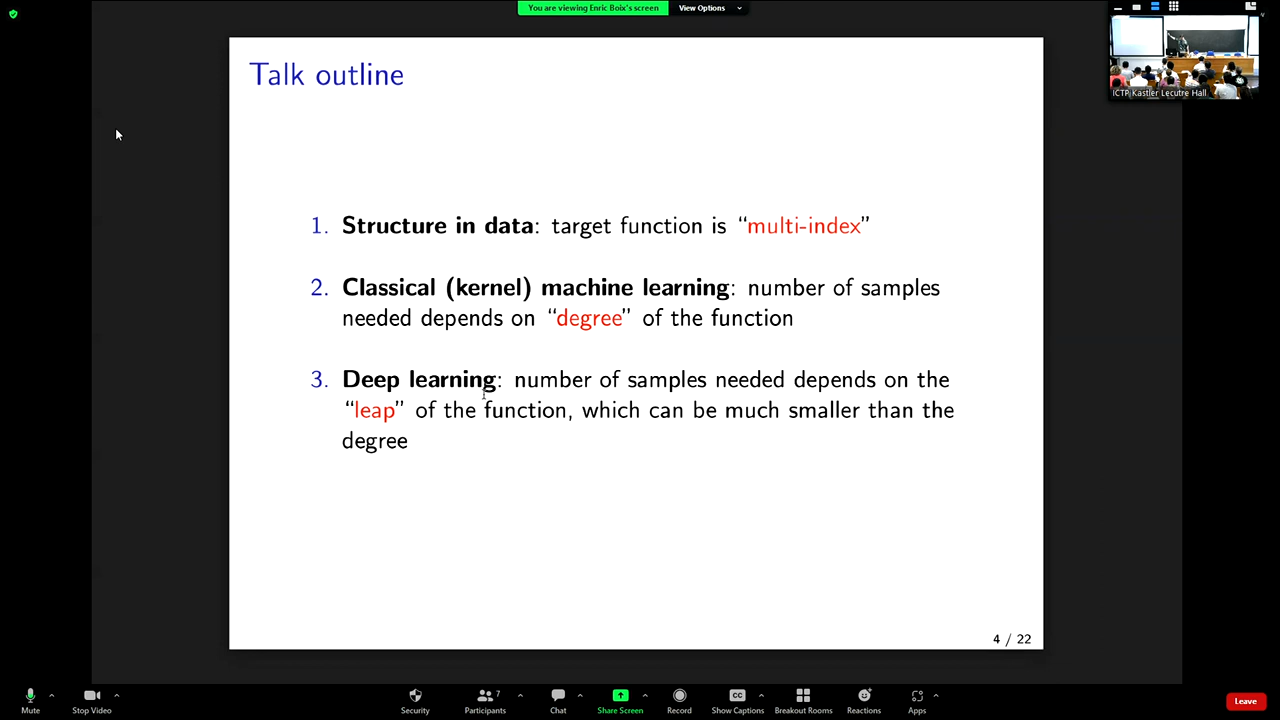 You are viewing Enric Boix's screen
View Options
ICTP Kastler Lecutre Hall
Talk outline
1. Structure in data: target function is “multi-index”
2. Classical (kernel) machine learning: number of samples
needed depends on “degree” of the function
3. Deep learning: number of samples needed depends on the
“leap” of the function, which can be much smaller than the
degree
4 / 22
Mute
Stop Video
Security
Participants
7
Chat
Share Screen
Record
Show Captions
Breakout Rooms
Reactions
Apps
Leave